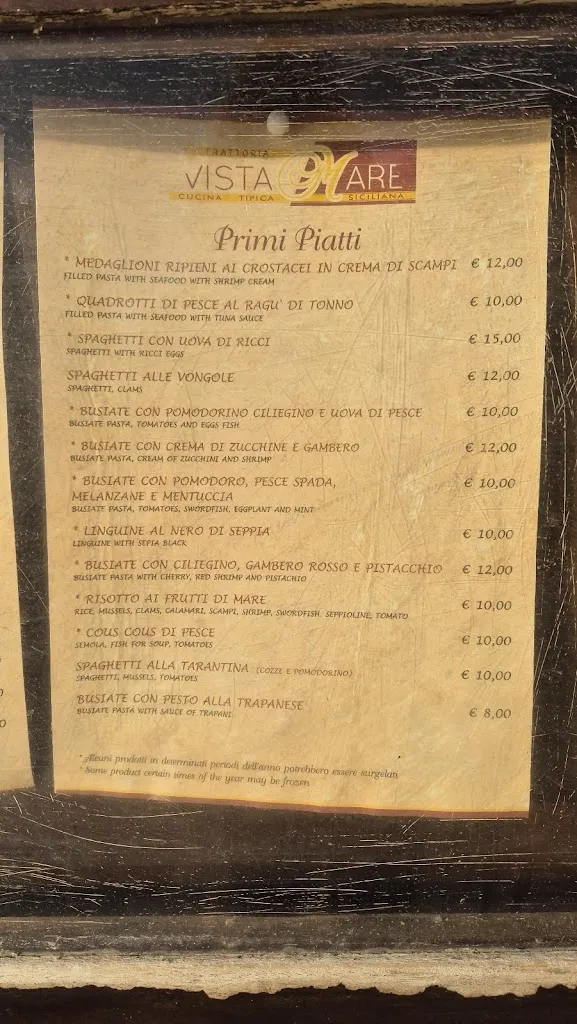 TRATTORIA
VISTA MARE
CUCINA TIPICA SICILIANA
Primi Piatti
* MEDAGLIONI RIPIENI AI CROSTACEI IN CREMA DI SCAMPI € 12,00
FILLED PASTA WITH SEAFOOD WITH SHRIMP CREAM
* QUADROTTI DI PESCE AL RAGU' DI TONNO € 10,00
FILLED PASTA WITH SEAFOOD WITH TUNA SAUCE
* SPAGHETTI CON UOVA DI RICCI € 15,00
SPAGHETTI WITH RICCI EGGS
SPAGHETTI ALLE VONGOLE € 12,00
SPAGHETTI, CLAMS
* BUSIATE CON POMODORINO CILIEGINO E UOVA DI PESCE € 10,00
BUSIATE PASTA, TOMATOES AND EGGS FISH
* BUSIATE CON CREMA DI ZUCCHINE E GAMBERO € 12,00
BUSIATE PASTA, CREAM OF ZUCCHINI AND SHRIMP
* BUSIATE CON POMODORO, PESCE SPADA, € 10,00
MELANZANE E MENTUCCIA
BUSIATE PASTA, TOMATOES, SWORDFISH, EGGPLANT AND MINT
* LINGUINE AL NERO DI SEPPIA € 10,00
LINGUINE WITH SEPIA BLACK
* BUSIATE CON CILIEGINO, GAMBERO ROSSO E PISTACCHIO € 12,00
BUSIATE PASTA WITH CHERRY, RED SHRIMP AND PISTACHIO
* RISOTTO AI FRUTTI DI MARE € 10,00
RICE, MUSSELS, CLAMS, CALAMARI, SCAMPI, SHRIMP, SWORDFISH, SEPPIOLINE, TOMATO
* COUS COUS DI PESCE € 10,00
SEMOLA, FISH FOR SOUP, TOMATOES
SPAGHETTI ALLA TARANTINA (COZZE E POMODORINO) € 10,00
SPAGHETTI, MUSSELS, TOMATOES
BUSIATE CON PESTO ALLA TRAPANESE € 8,00
BUSIATE PASTA WITH SAUCE OF TRAPANI
* Alcuni prodotti in determinati periodi dell'anno potrebbero essere surgelati
* Same product certain times of the year may be frozen